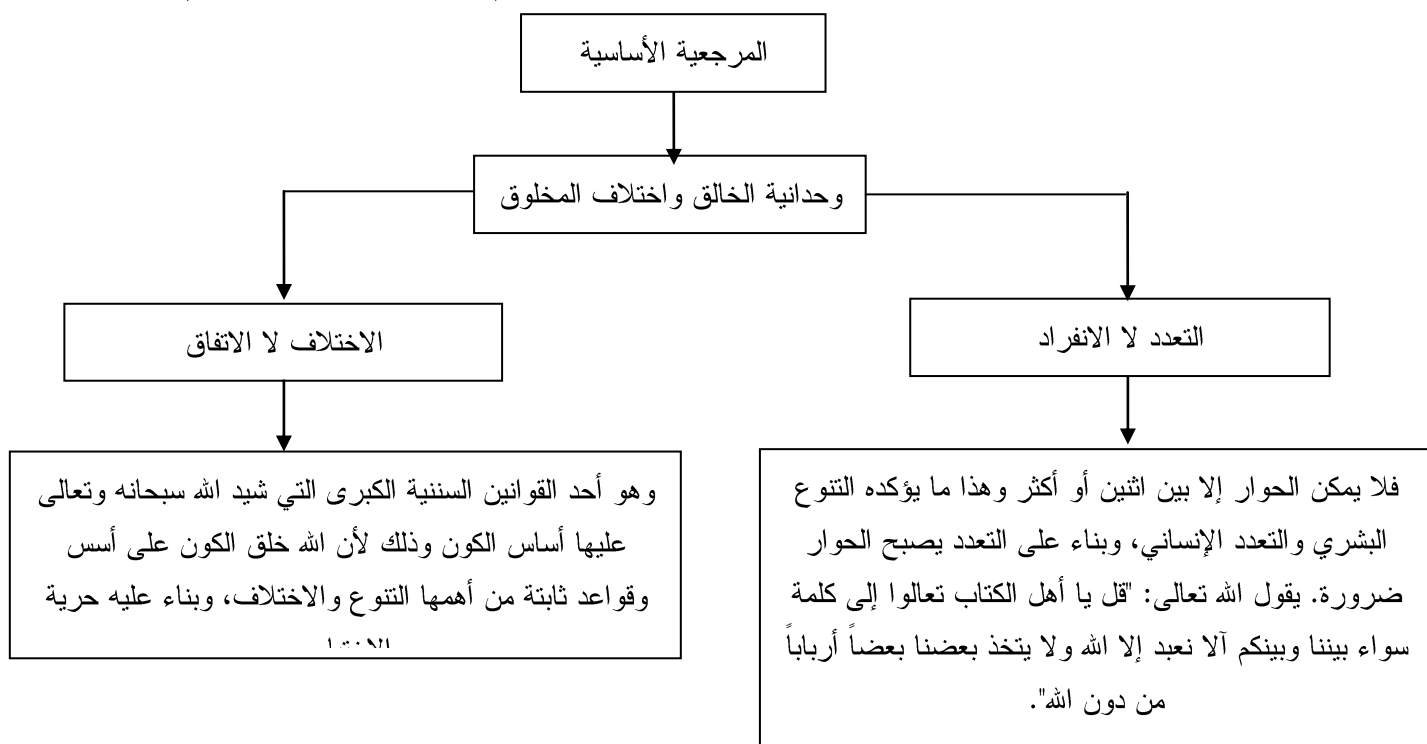 المرجعية الأساسية
وحدانية الخالق واختلاف المخلوق
التعدد لا الانفراد
فلا يمكن الحوار إلا بين اثنين أو أكثر وهذا ما يؤكده التنوع
البشري والتعدد الإنساني، وبناء على التعدد يصبح الحوار
ضرورة. يقول الله تعالى: "قل يا أهل الكتاب تعالوا إلى كلمة
سواء بيننا وبينكم آلا نعبد إلا الله ولا يتخذ بعضنا بعضاً أرباباً
من دون الله".
الاختلاف لا الاتفاق
وهو أحد القوانين السننية الكبرى التي شيد الله سبحانه وتعالى
عليها أساس الكون وذلك لأن الله خلق الكون على أسس
وقواعد ثابتة من أهمها التنوع والاختلاف، وبناء عليه حرية